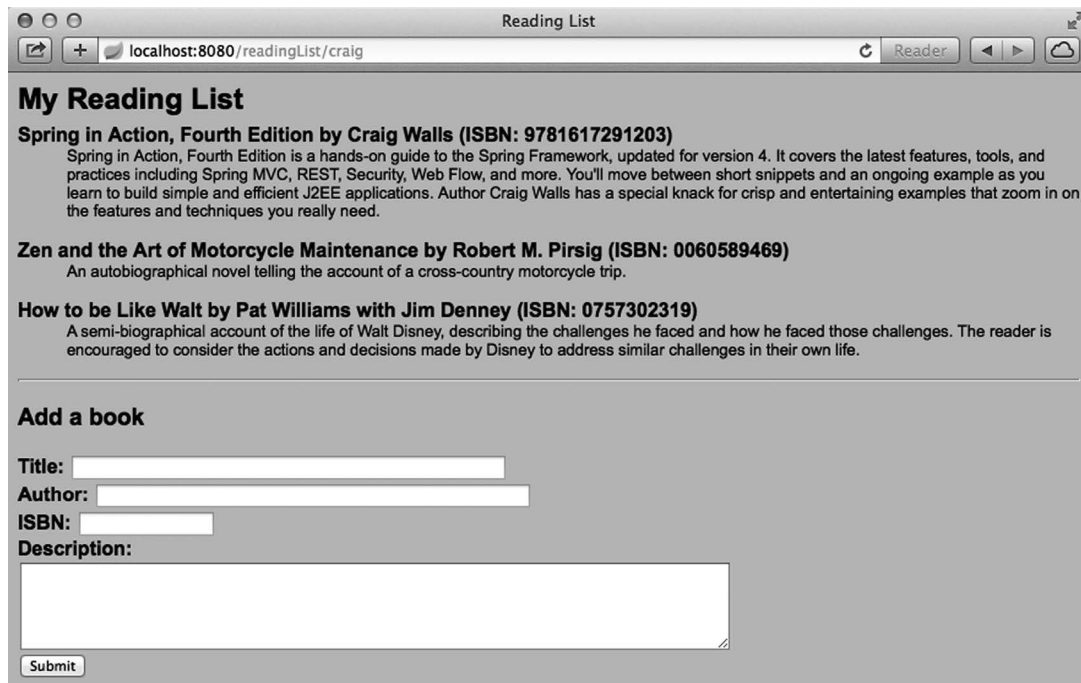 Reading List
localhost:8080/readingList/craig
Reader
My Reading List
Spring in Action, Fourth Edition by Craig Walls (ISBN: 9781617291203)
Spring in Action, Fourth Edition is a hands-on guide to the Spring Framework, updated for version 4. It covers the latest features, tools, and
practices including Spring MVC, REST, Security, Web Flow, and more. You'll move between short snippets and an ongoing example as you
learn to build simple and efficient J2EE applications. Author Craig Walls has a special knack for crisp and entertaining examples that zoom in on
the features and techniques you really need.
Zen and the Art of Motorcycle Maintenance by Robert M. Pirsig (ISBN: 0060589469)
An autobiographical novel telling the account of a cross-country motorcycle trip.
How to be Like Walt by Pat Williams with Jim Denney (ISBN: 0757302319)
A semi-biographical account of the life of Walt Disney, describing the challenges he faced and how he faced those challenges. The reader is
encouraged to consider the actions and decisions made by Disney to address similar challenges in their own life.
Add a book
Title:
Author:
ISBN:
Description:
Submit